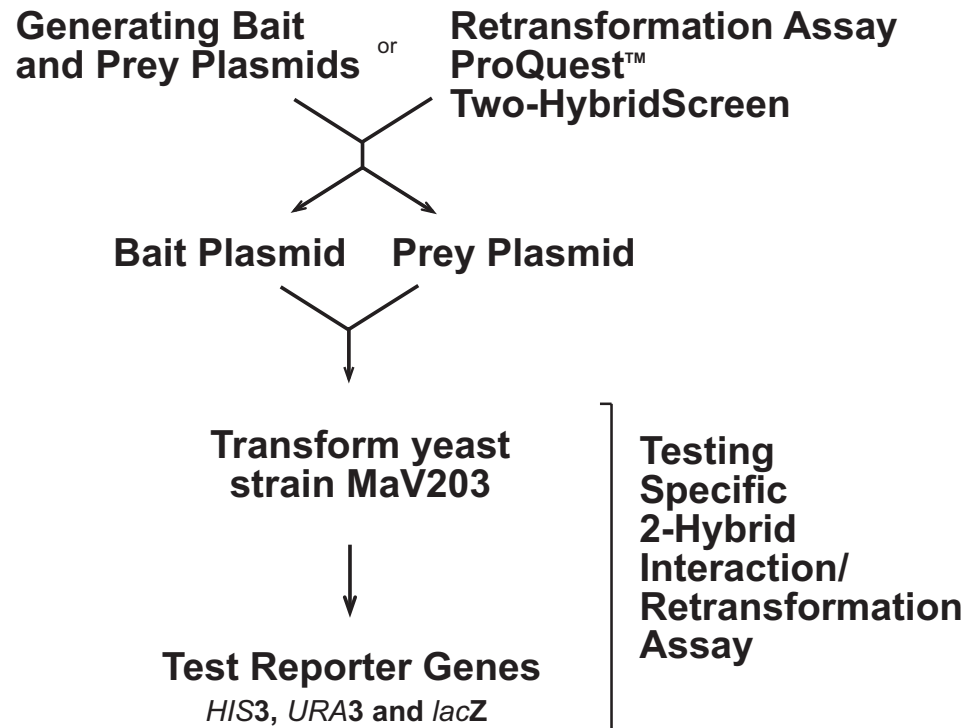 Generating Bait
and Prey Plasmids
or
Retransformation Assay
ProQuest™
Two-HybridScreen
Bait Plasmid
Prey Plasmid
Transform yeast
strain MaV203
Test Reporter Genes
HIS3, URA3 and lacZ
Testing
Specific
2-Hybrid
Interaction/
Retransformation
Assay